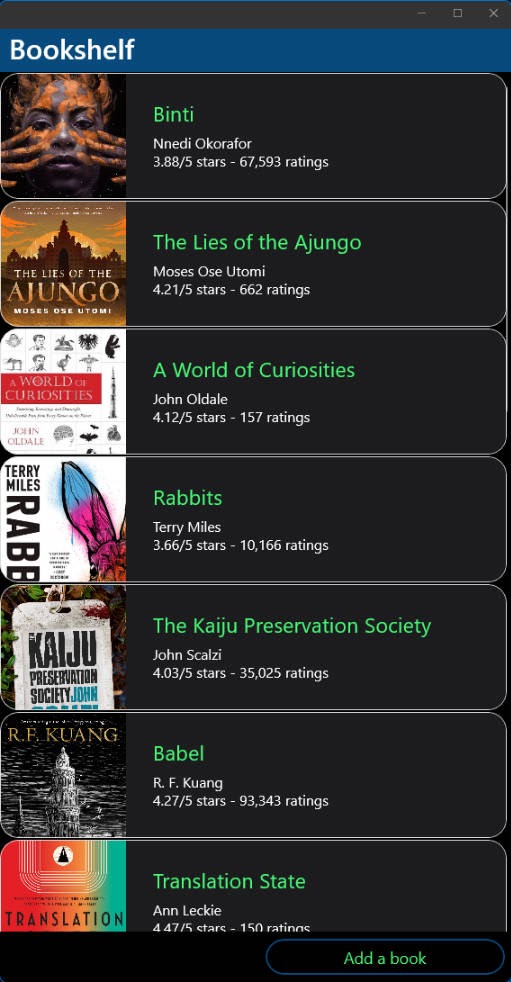 Bookshelf
Binti
Nnedi Okorafor
3.88/5 stars - 67,593 ratings
THE LIES OF THE
AJUNGO
MOSES OSE UTOMI
The Lies of the Ajungo
Moses Ose Utomi
4.21/5 stars - 662 ratings
A WORLD OF
CURIOSITIES
JOHN
OLDALE
A World of Curiosities
John Oldale
4.12/5 stars - 157 ratings
TERRY
MILES
RABB
Rabbits
Terry Miles
3.66/5 stars - 10,166 ratings
THE
KAIJU
PRESERVATION
SOCIETY JOHN
The Kaiju Preservation Society
John Scalzi
4.03/5 stars - 35,025 ratings
R.F. KUANG
Babel
R. F. Kuang
4.27/5 stars - 93,343 ratings
TRANSLATION
Translation State
Ann Leckie
4.47/5 stars - 150 ratings
Add a book